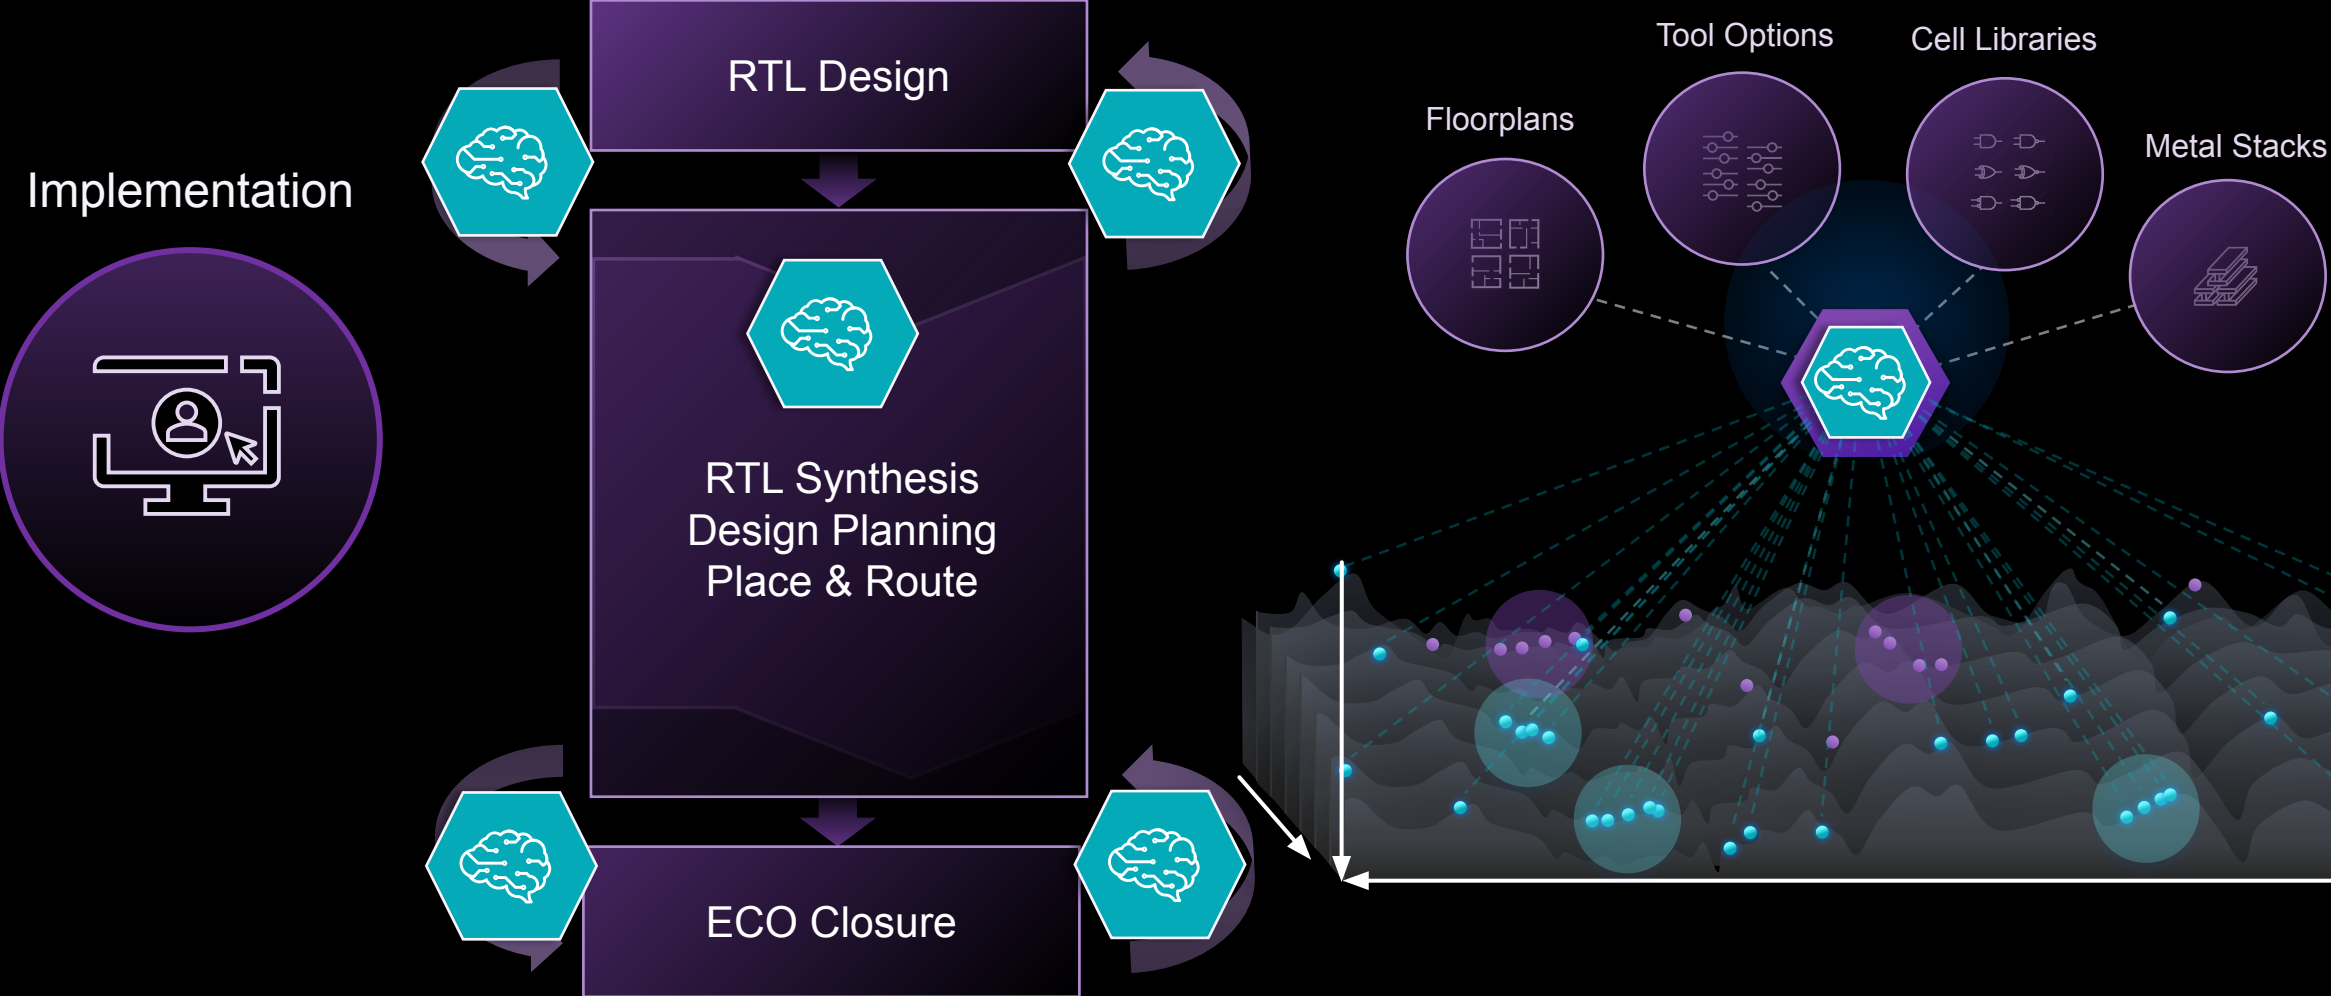 Implementation
RTL Design
RTL Synthesis
Design Planning
Place & Route
ECO Closure
Floorplans
Tool Options
Cell Libraries
Metal Stacks